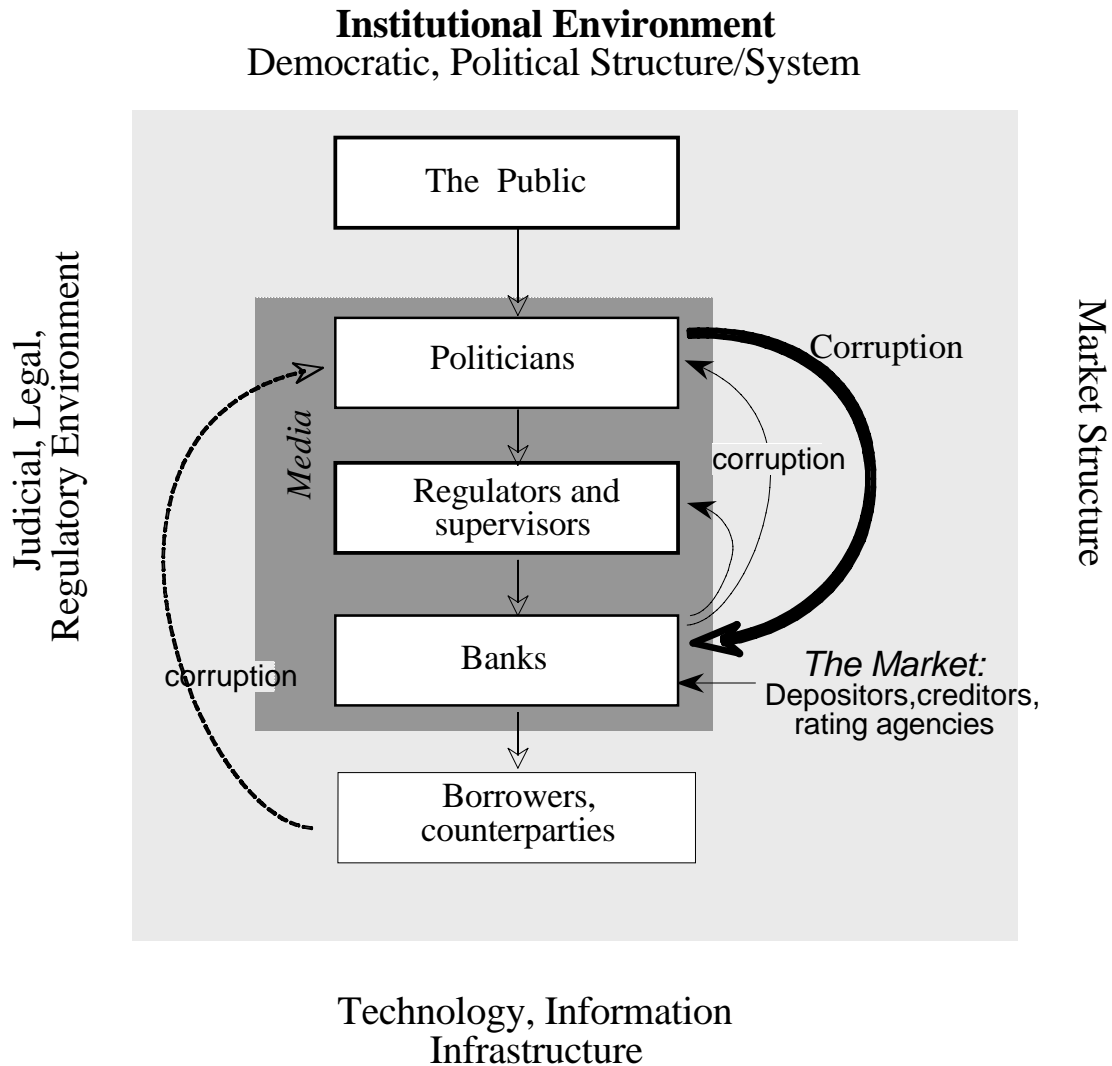 Institutional Environment
Democratic, Political Structure/System
The Public
Judicial, Legal,
Regulatory Environment
Media
Politicians
Corruption
Market Structure
corruption
Regulators and
supervisors
Banks
corruption
The Market:
Depositors,creditors,
rating agencies
Borrowers,
counterparties
Technology, Information
Infrastructure